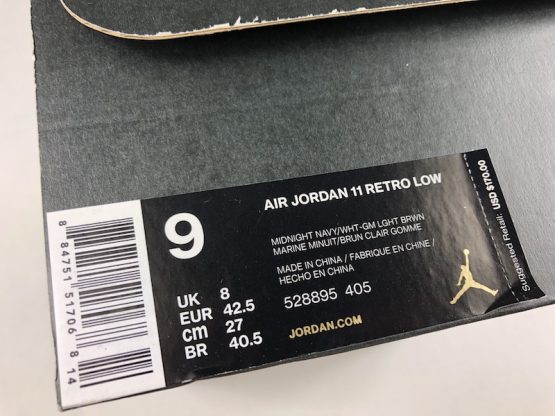 AIR JORDAN 11 RETRO LOW
9
MIDNIGHT NAVY/WHT-GM LGHT BRWN
MARINE MINUIT/BRUN CLAIR GOMME
MADE IN CHINA / FABRIQUE EN CHINE /
HECHO EN CHINA
UK 8
EUR 42.5
cm 27
BR 40.5
528895 405
JORDAN.COM
Suggested Retail: USD $170.00
8 84751 51706 8 14